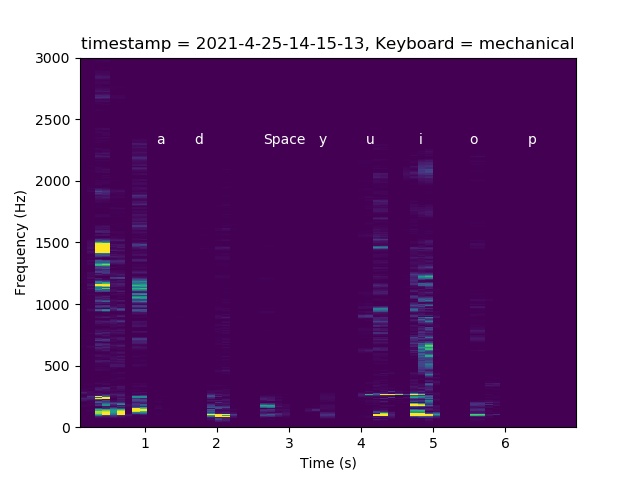 timestamp = 2021-4-25-14-15-13, Keyboard = mechanical
3000
2500
a d Space y u i o p
2000
1500
1000
500
0
Frequency (Hz)
1 2 3 4 5 6
Time (s)